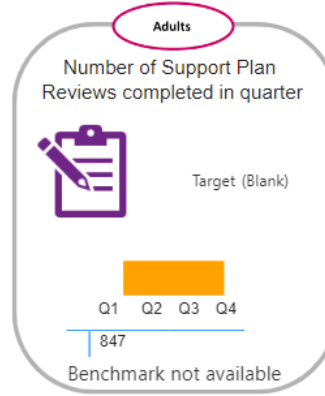 Adults
Number of Support Plan
Reviews completed in quarter
Target (Blank)
Q1 Q2 Q3 Q4
847
Benchmark not available